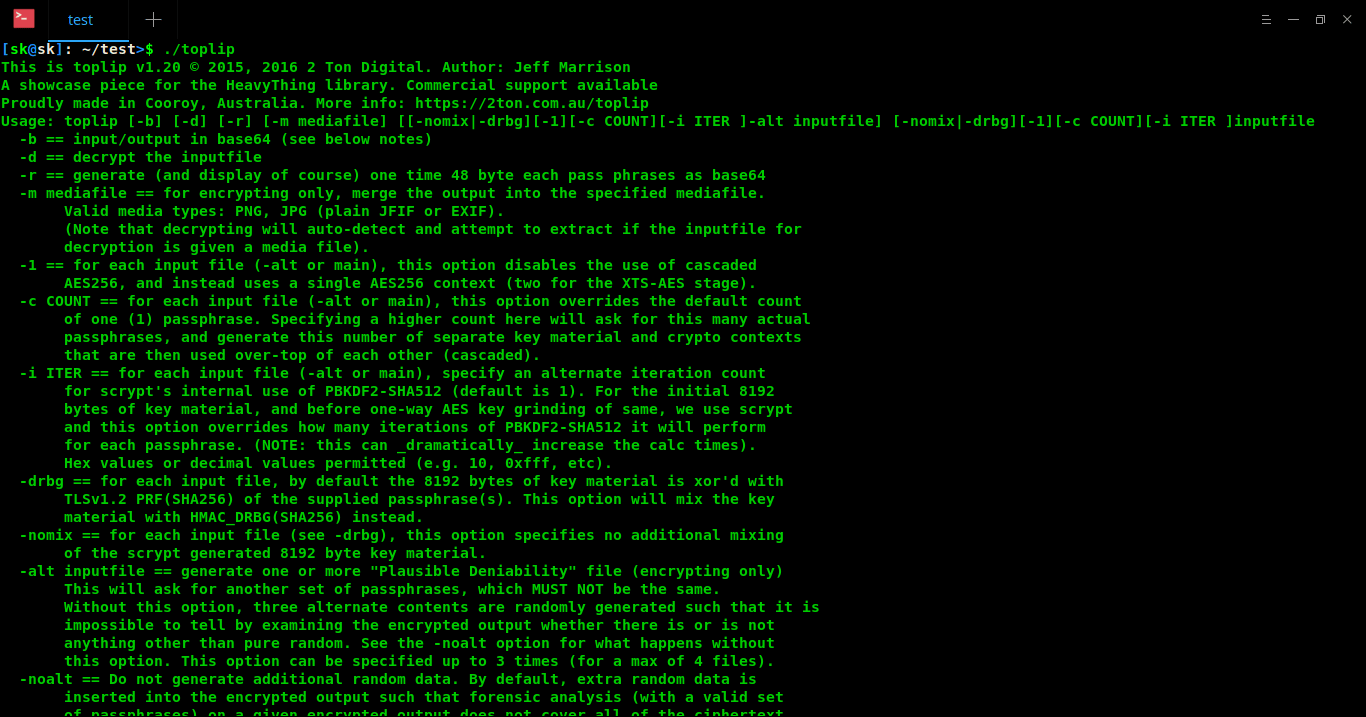 test
[sk@sk]: ~/test>$ ./toplip
This is toplip v1.20 © 2015, 2016 2 Ton Digital. Author: Jeff Marrison
A showcase piece for the HeavyThing library. Commercial support available
Proudly made in Cooroy, Australia. More info: https://2ton.com.au/toplip
Usage: toplip [-b] [-d] [-r] [-m mediafile] [[-nomix|-drbg][-1][-c COUNT][-i ITER ]-alt inputfile] [-nomix|-drbg][-1][-c COUNT][-i ITER ]inputfile
  -b == input/output in base64 (see below notes)
  -d == decrypt the inputfile
  -r == generate (and display of course) one time 48 byte each pass phrases as base64
  -m mediafile == for encrypting only, merge the output into the specified mediafile.
       Valid media types: PNG, JPG (plain JFIF or EXIF).
       (Note that decrypting will auto-detect and attempt to extract if the inputfile for
       decryption is given a media file).
  -1 == for each input file (-alt or main), this option disables the use of cascaded
       AES256, and instead uses a single AES256 context (two for the XTS-AES stage).
  -c COUNT == for each input file (-alt or main), this option overrides the default count
       of one (1) passphrase. Specifying a higher count here will ask for this many actual
       passphrases, and generate this number of separate key material and crypto contexts
       that are then used over-top of each other (cascaded).
  -i ITER == for each input file (-alt or main), specify an alternate iteration count
       for scrypt's internal use of PBKDF2-SHA512 (default is 1). For the initial 8192
       bytes of key material, and before one-way AES key grinding of same, we use scrypt
       and this option overrides how many iterations of PBKDF2-SHA512 it will perform
       for each passphrase. (NOTE: this can _dramatically_ increase the calc times).
       Hex values or decimal values permitted (e.g. 10, 0xfff, etc).
  -drbg == for each input file, by default the 8192 bytes of key material is xor'd with
       TLSv1.2 PRF(SHA256) of the supplied passphrase(s). This option will mix the key
       material with HMAC_DRBG(SHA256) instead.
  -nomix == for each input file (see -drbg), this option specifies no additional mixing
       of the scrypt generated 8192 byte key material.
  -alt inputfile == generate one or more "Plausible Deniability" file (encrypting only)
       This will ask for another set of passphrases, which MUST NOT be the same.
       Without this option, three alternate contents are randomly generated such that it is
       impossible to tell by examining the encrypted output whether there is or is not
       anything other than pure random. See the -noalt option for what happens without
       this option. This option can be specified up to 3 times (for a max of 4 files).
  -noalt == Do not generate additional random data. By default, extra random data is
       inserted into the encrypted output such that forensic analysis (with a valid set
       of passphrases) on a given encrypted output does not cover all of the ciphertext